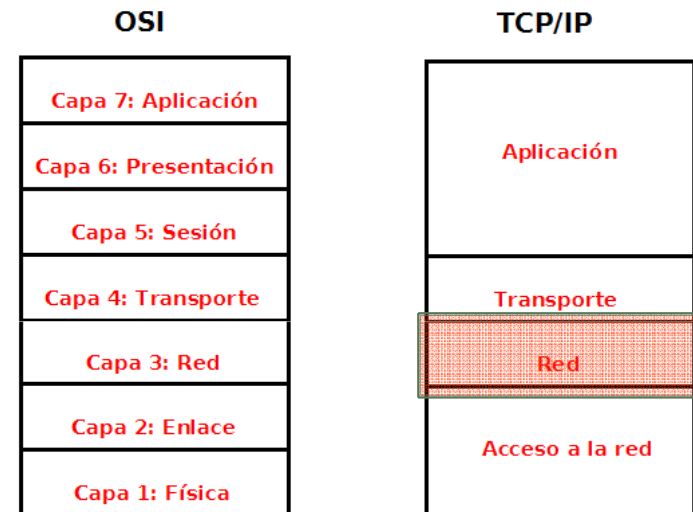 OSI
Capa 7: Aplicación
Capa 6: Presentación
Capa 5: Sesión
Capa 4: Transporte
Capa 3: Red
Capa 2: Enlace
Capa 1: Física
TCP/IP
Aplicación
Transporte
Red
Acceso a la red